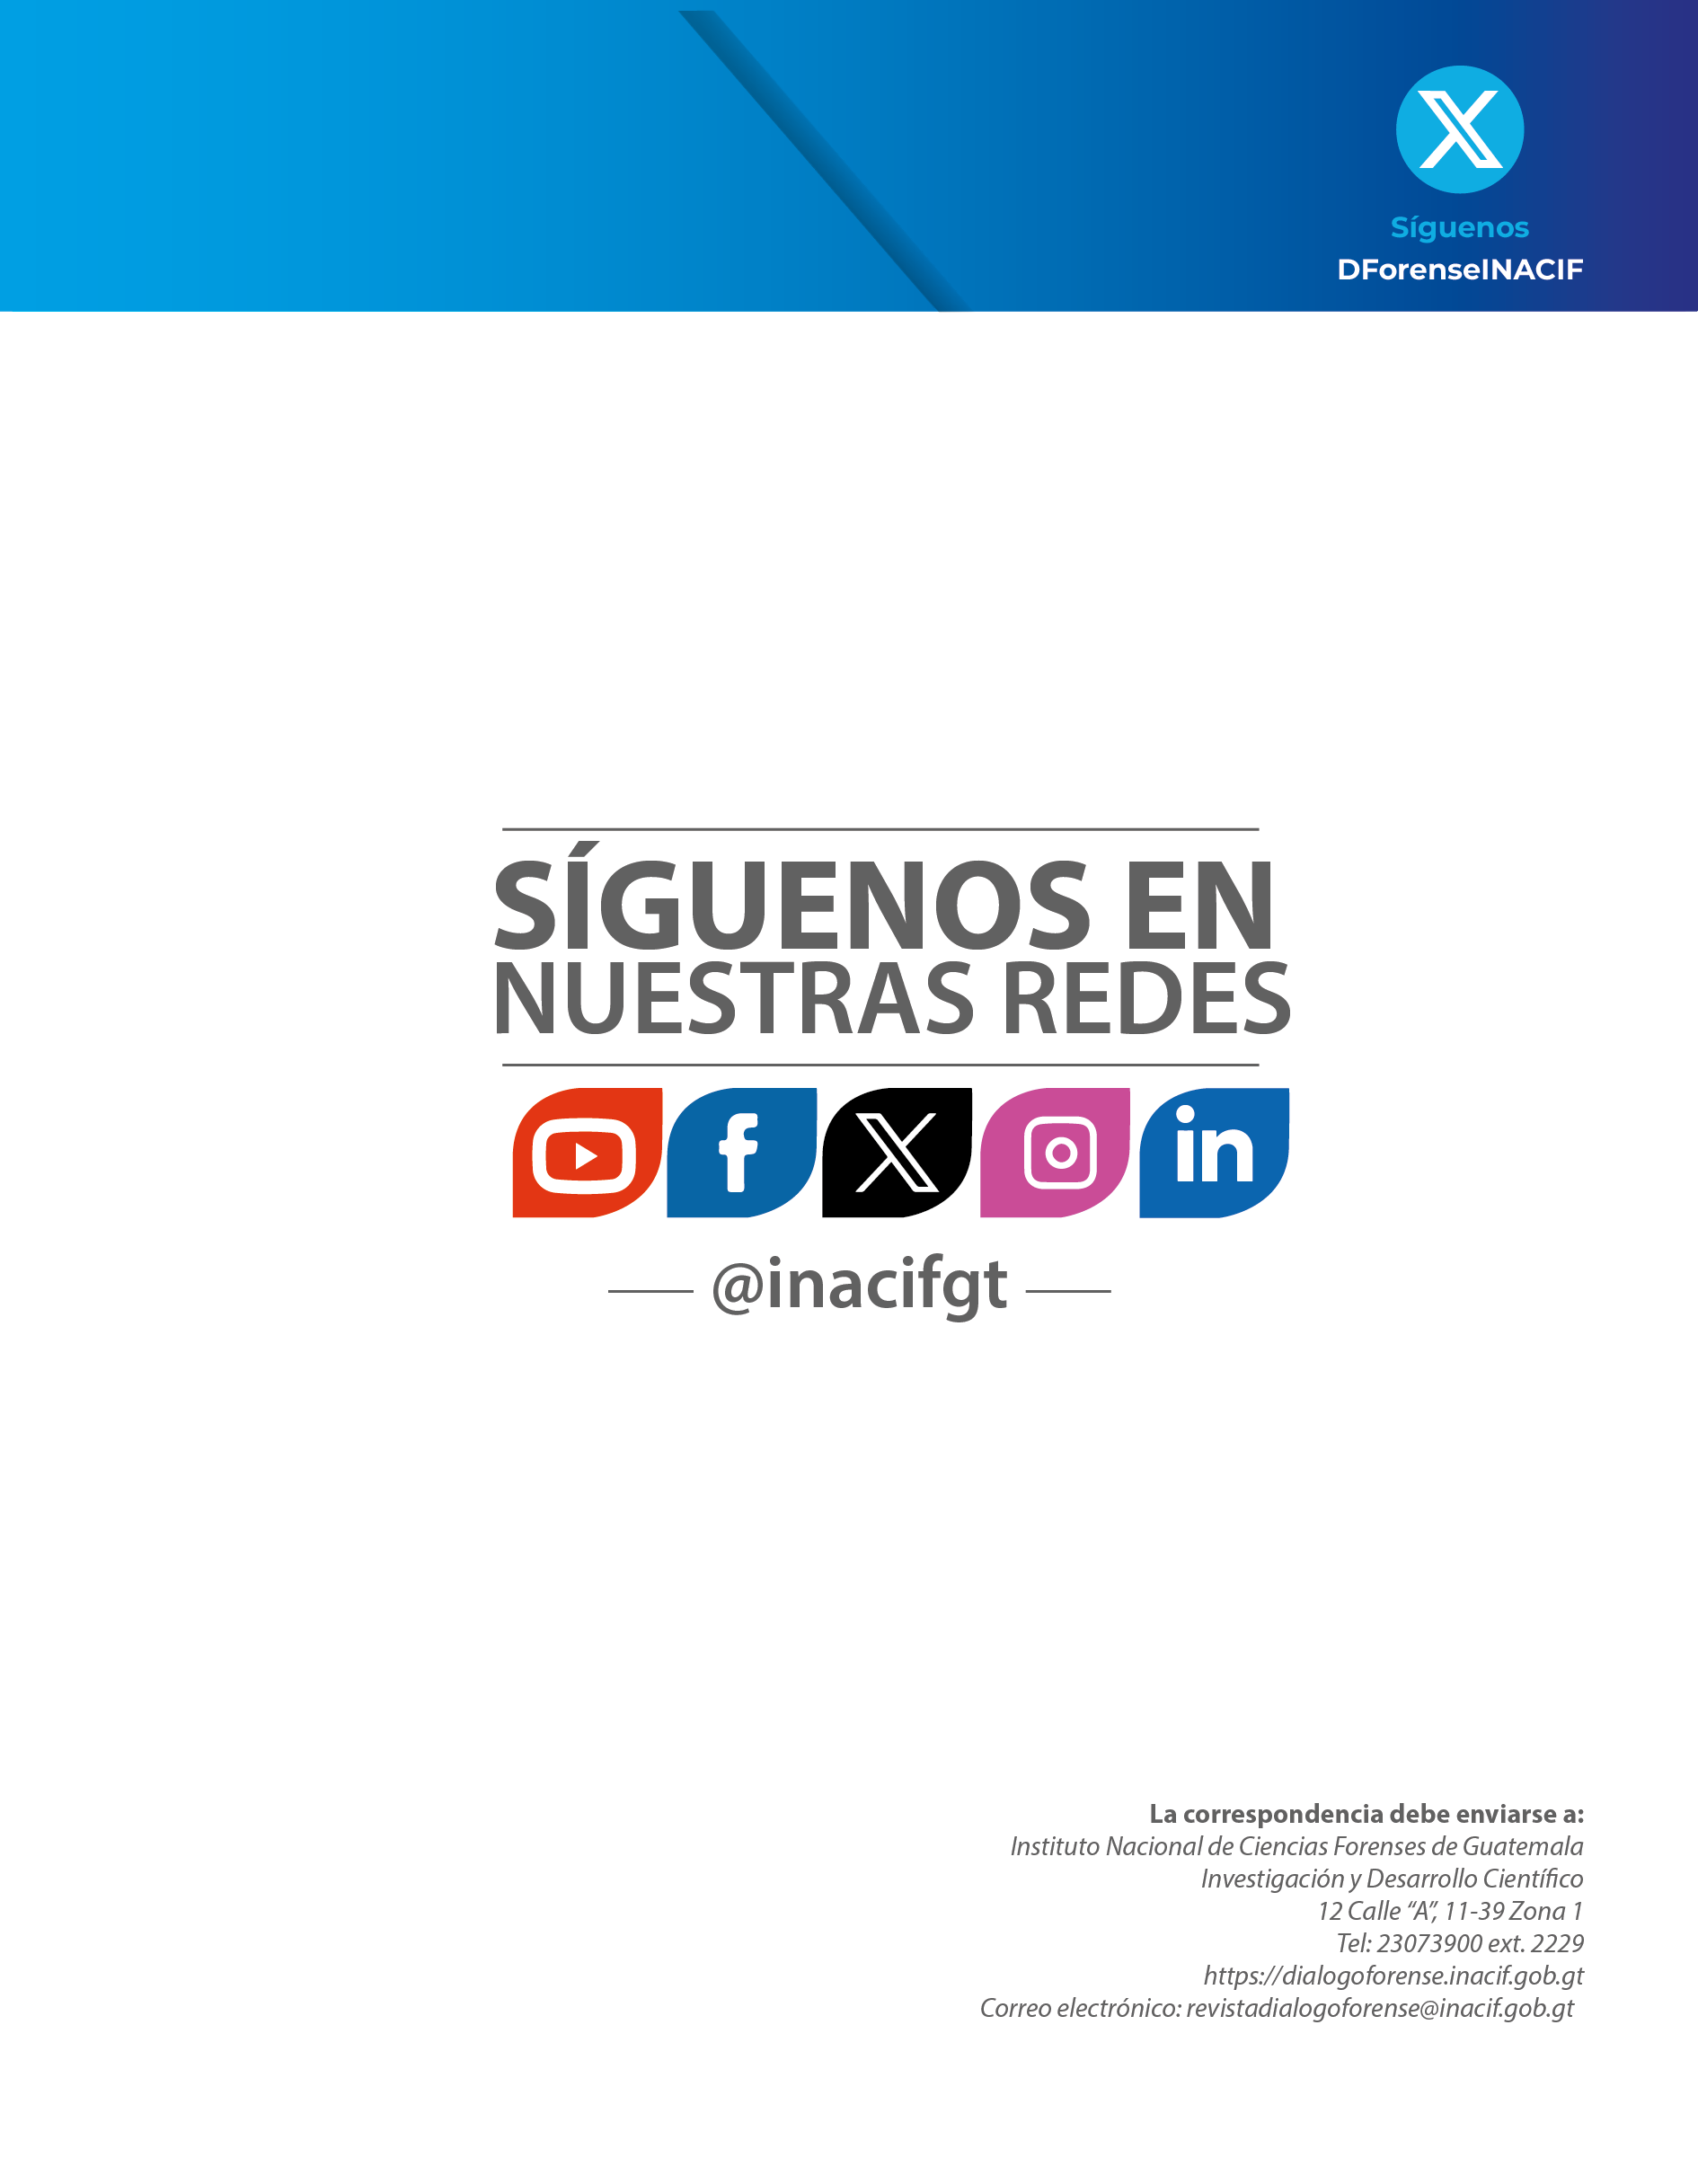 Síguenos
DForenseINACIF
SÍGUENOS EN
NUESTRAS REDES
@inacifgt
La correspondencia debe enviarse a:
Instituto Nacional de Ciencias Forenses de Guatemala
Investigación y Desarrollo Científico
12 Calle “A”, 11-39 Zona 1
Tel: 23073900 ext. 2229
https://dialogoforense.inacif.gob.gt
Correo electrónico: revistadialogoforense@inacif.gob.gt